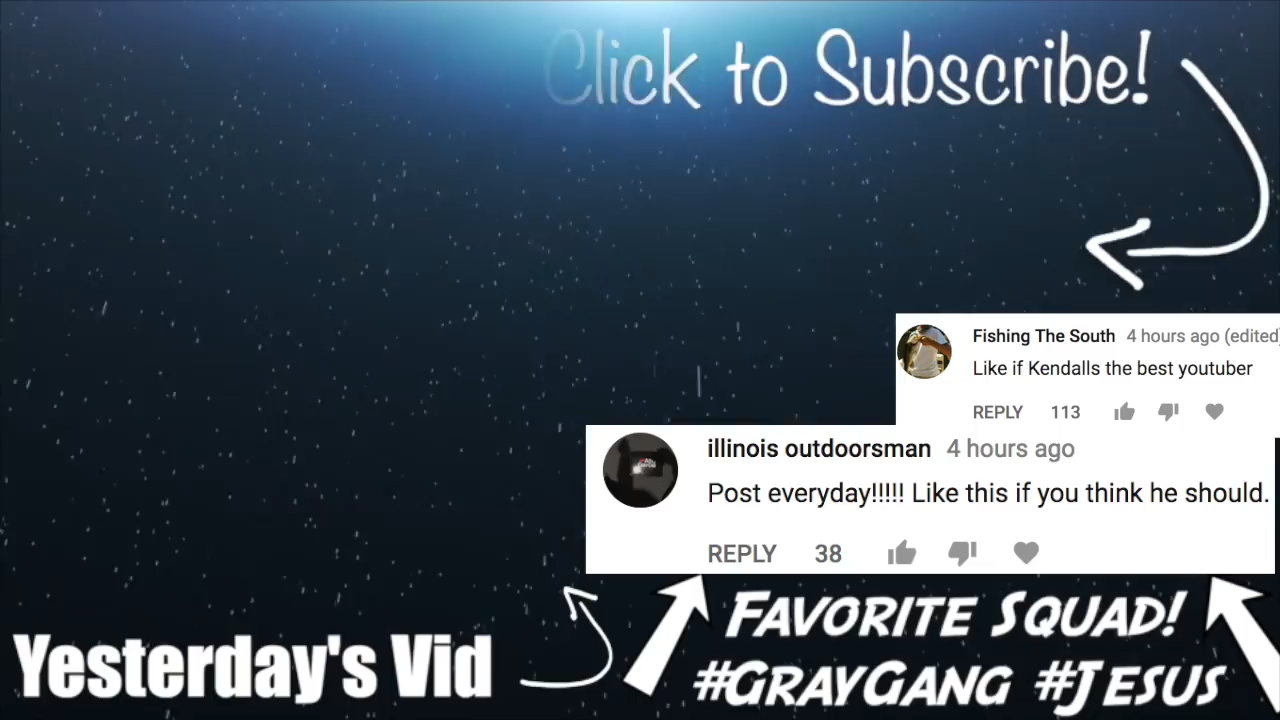 Click to Subscribe!
Fishing The South 4 hours ago (edited)
Like if Kendalls the best youtuber
REPLY 113
illinois outdoorsman 4 hours ago
Post everyday!!!!! Like this if you think he should.
REPLY 38
Favorite Squad!
#GrayGang #Jesus
Yesterday's Vid